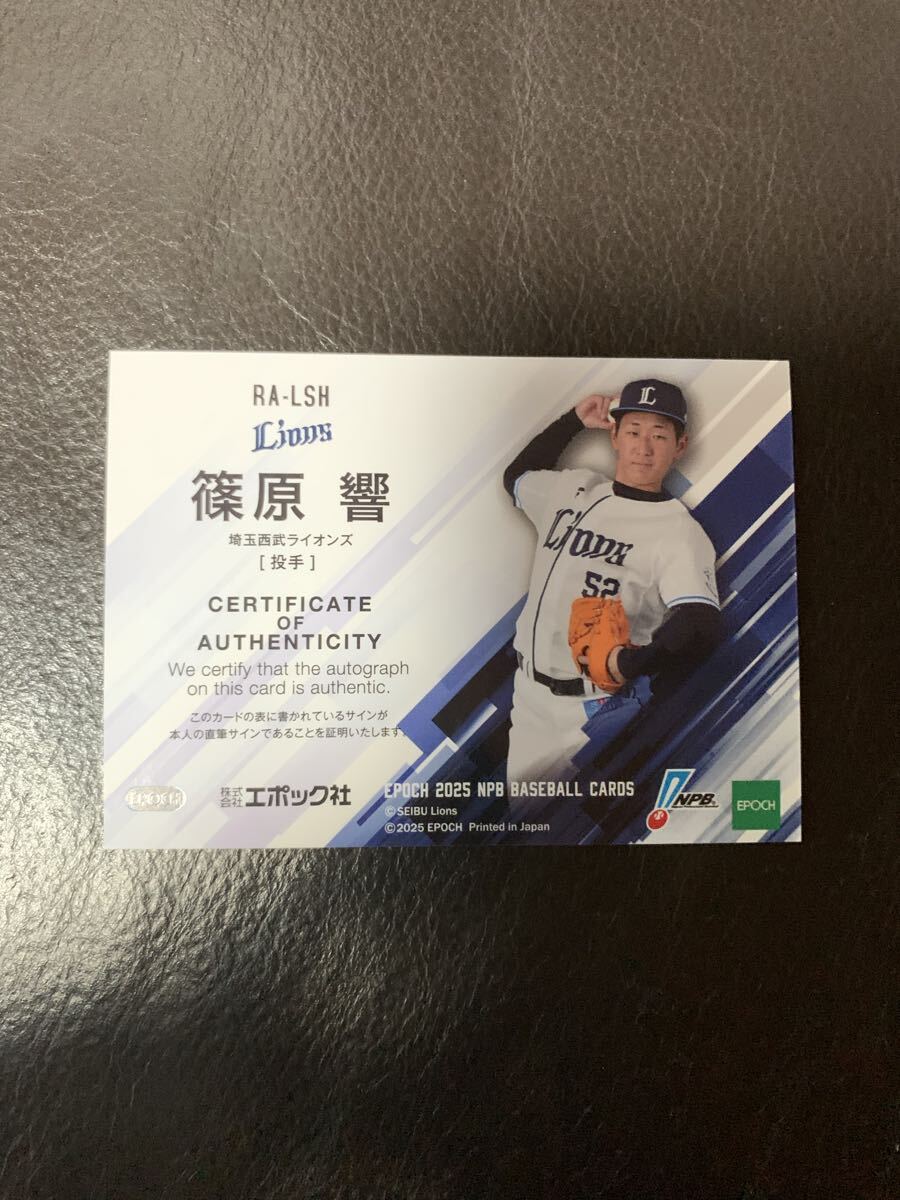 RA-LSH
Lions
篠原 響
埼玉西武ライオンズ
[ 投手 ]
CERTIFICATE
OF
AUTHENTICITY
We certify that the autograph
on this card is authentic.
このカードの表に書かれているサインが
本人の直筆サインであることを証明いたします。
L
Lions
52
EPOCH
株式会社 エポック社
EPOCH 2025 NPB BASEBALL CARDS
©SEIBU Lions
©2025 EPOCH Printed in Japan
NPB
EPOCH